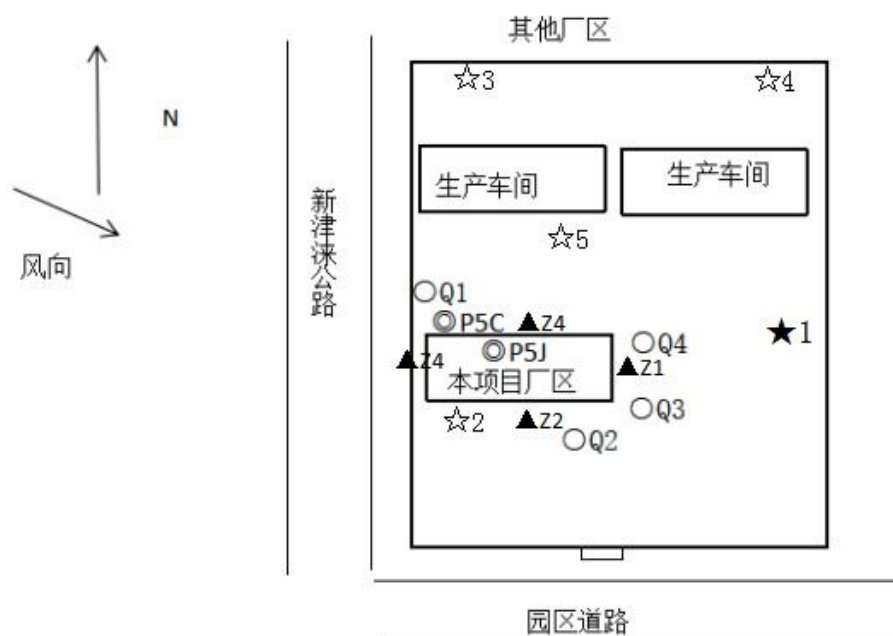 其他厂区
N
☆3
☆4
生产车间
生产车间
新津涞公路
☆5
风向
○Q1
◎P5C
▲Z4
★1
○Q4
◎P5J
▲Z4
▲Z1
本项目厂区
○Q3
☆2
▲Z2
○Q2
园区道路